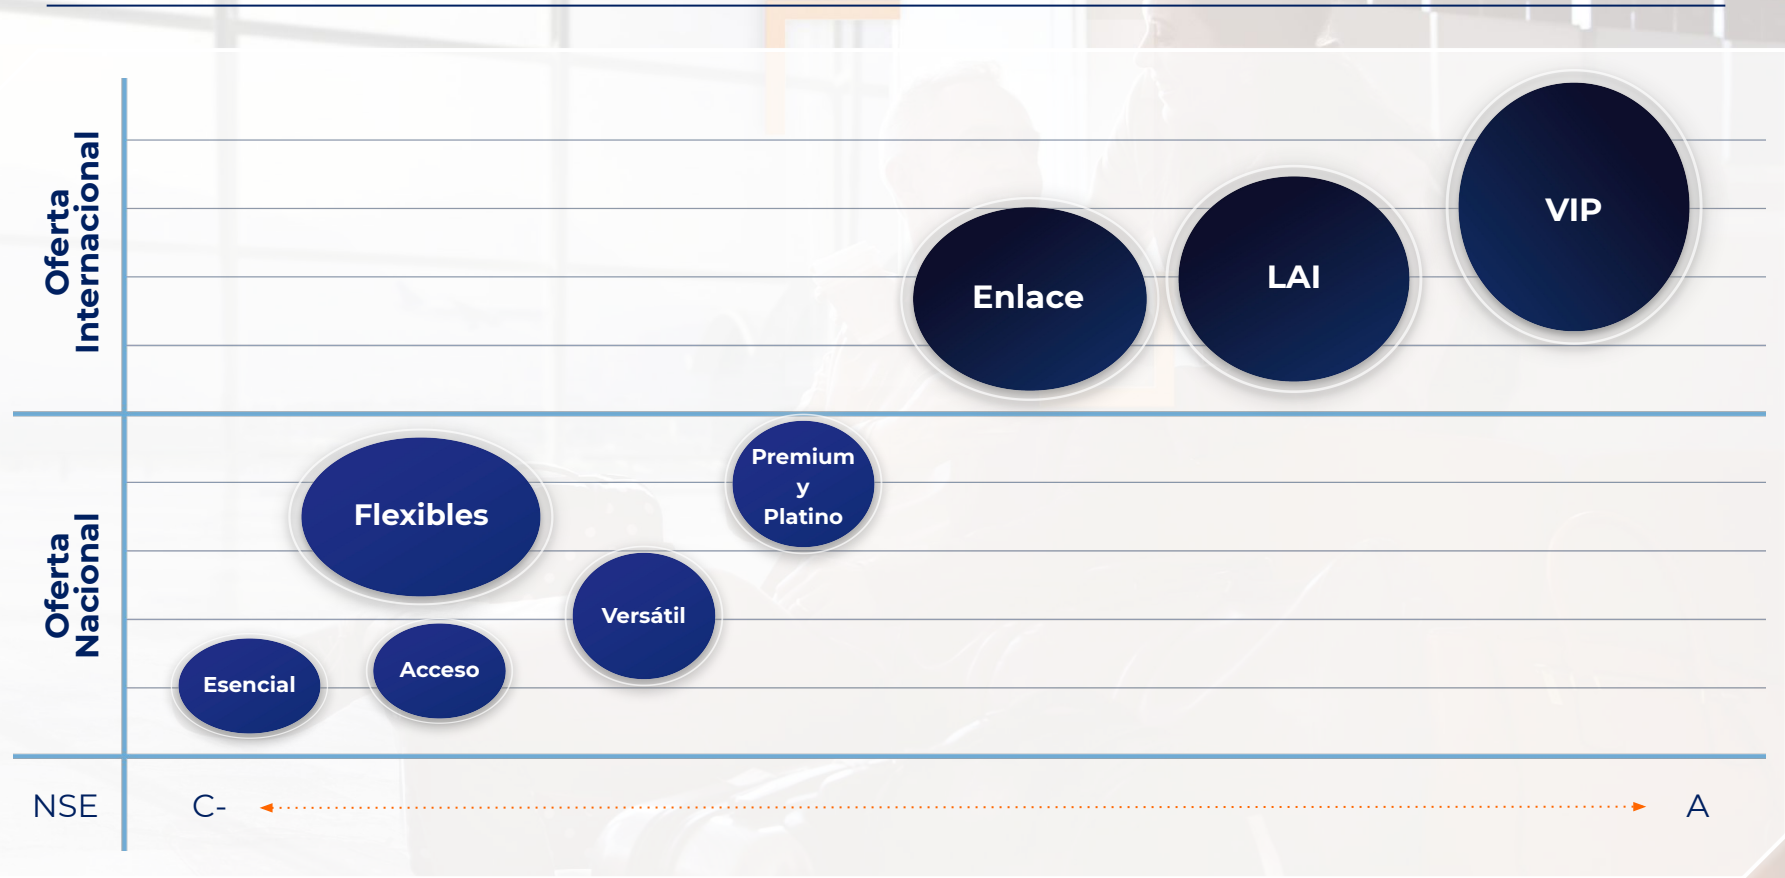 Oferta
Internacional
VIP
LAI
Enlace
Oferta
Nacional
Premium
y
Platino
Flexibles
Versátil
Acceso
Esencial
NSE
C-
A